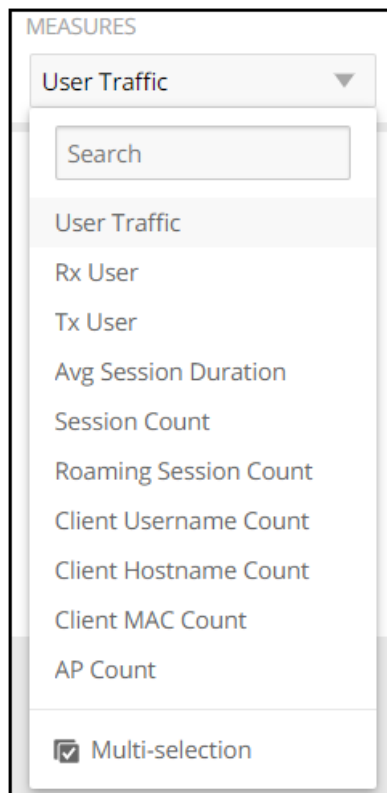 MEASURES
User Traffic
Search
User Traffic
Rx User
Tx User
Avg Session Duration
Session Count
Roaming Session Count
Client Username Count
Client Hostname Count
Client MAC Count
AP Count
Multi-selection